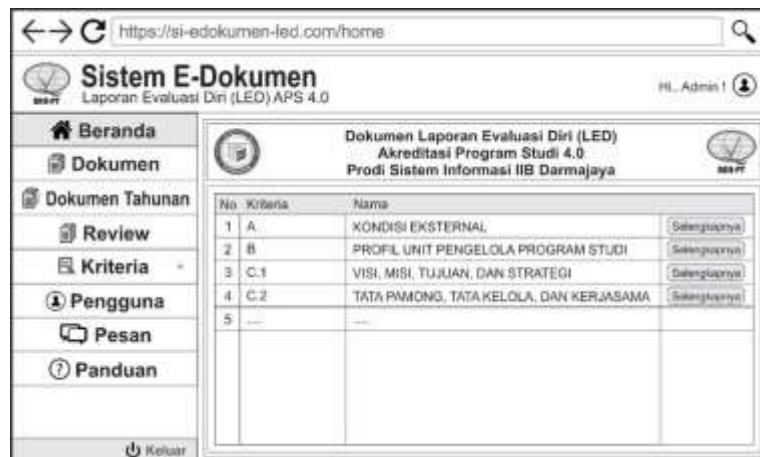 https://si-edokumen-led.com/home
Sistem E-Dokumen
Laporan Evaluasi Diri (LED) APS 4.0
Hi.. Admin !
Beranda
Dokumen
Dokumen Tahunan
Review
Kriteria
Pengguna
Pesan
Panduan
Keluar
Dokumen Laporan Evaluasi Diri (LED)
Akreditasi Program Studi 4.0
Prodi Sistem Informasi IIB Darmajaya
No Kriteria Nama
1 A KONDISI EKSTERNAL Selengkapnya
2 B PROFIL UNIT PENGELOLA PROGRAM STUDI Selengkapnya
3 C.1 VISI, MISI, TUJUAN, DAN STRATEGI Selengkapnya
4 C.2 TATA PAMONG, TATA KELOLA, DAN KERJASAMA Selengkapnya
5 .... ....